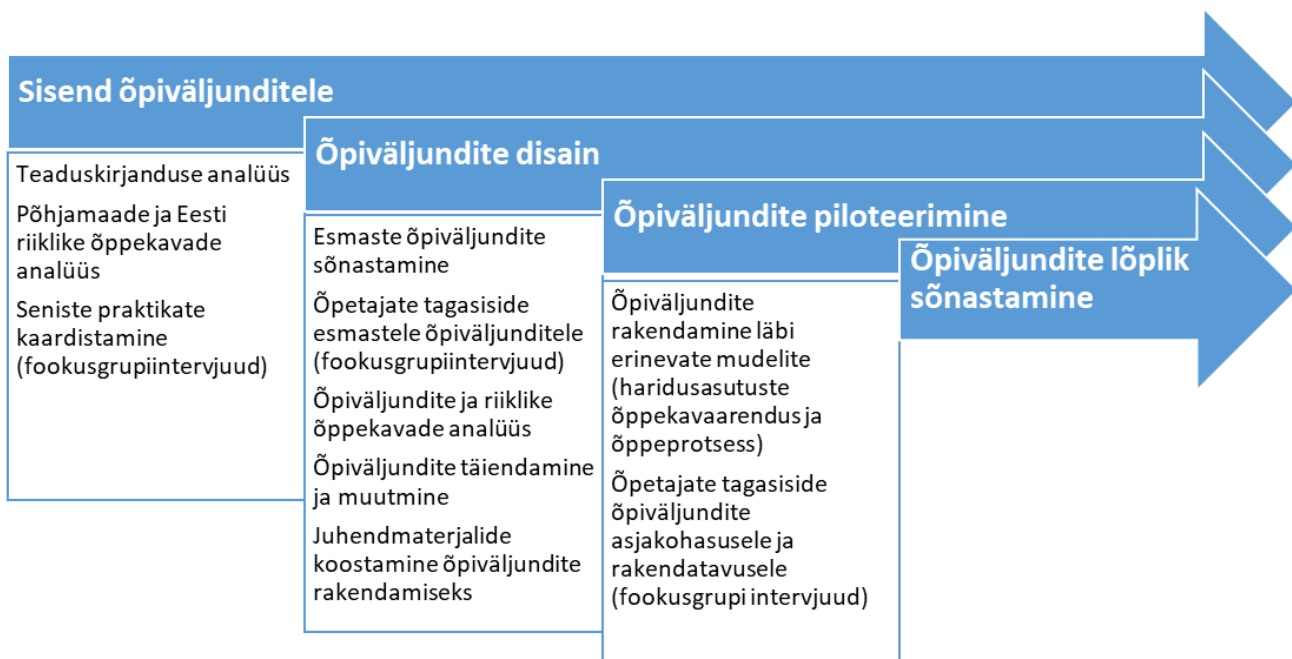 Sisend õpiväljunditele
Teaduskirjanduse analüüs
Põhjamaade ja Eesti
riiklike õppekavade
analüüs
Seniste praktikate
kaardistamine
(fookusgrupiintervjuud)
Õpiväljundite disain
Esmaste õpiväljundite
sõnastamine
Õpetajate tagasiside
esmastele õpiväljunditele
(fookusgrupiintervjuud)
Õpiväljundite ja riiklike
õppekavade analüüs
Õpiväljundite täiendamine
ja muutmine
Juhendmaterjalide
koostamine õpiväljundite
rakendamiseks
Õpiväljundite piloteerimine
Õpiväljundite
rakendamine läbi
erinevate mudelite
(haridusasutuste
õppekavaarendus ja
õppeprotsess)
Õpetajate tagasiside
õpiväljundite
asjakohasusele ja
rakendatavusele
(fookusgrupi intervjuud)
Õpiväljundite lõplik
sõnastamine